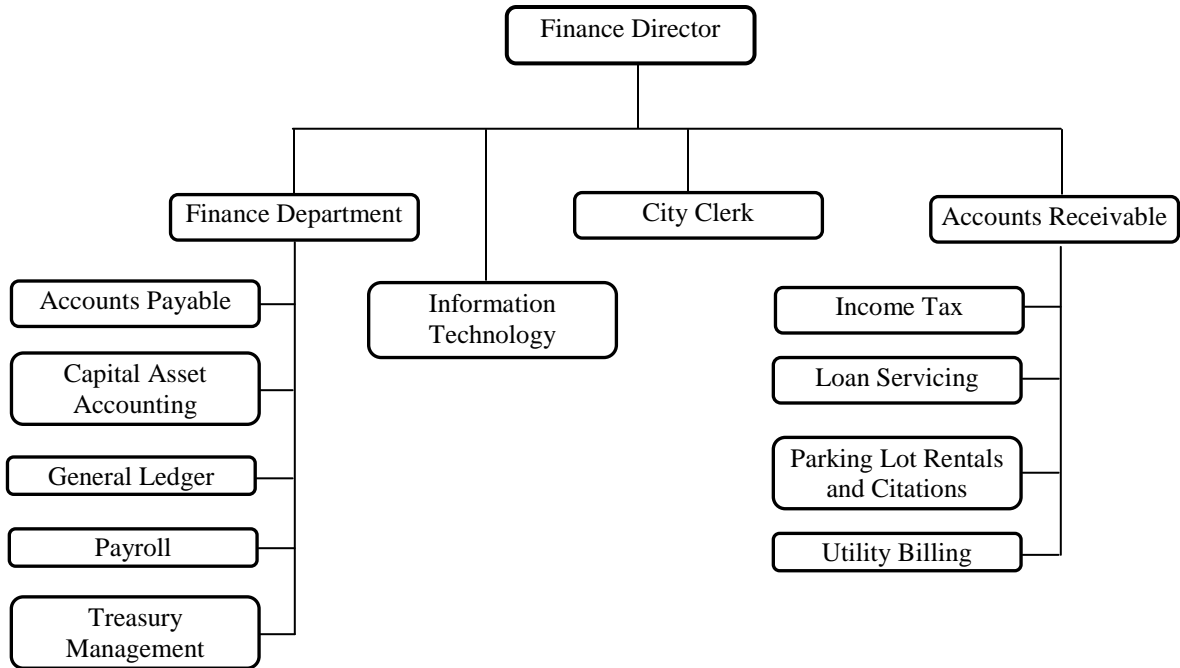 Finance Director
Finance Department
City Clerk
Accounts Receivable
Accounts Payable
Capital Asset
Accounting
General Ledger
Payroll
Treasury
Management
Information
Technology
Income Tax
Loan Servicing
Parking Lot Rentals
and Citations
Utility Billing